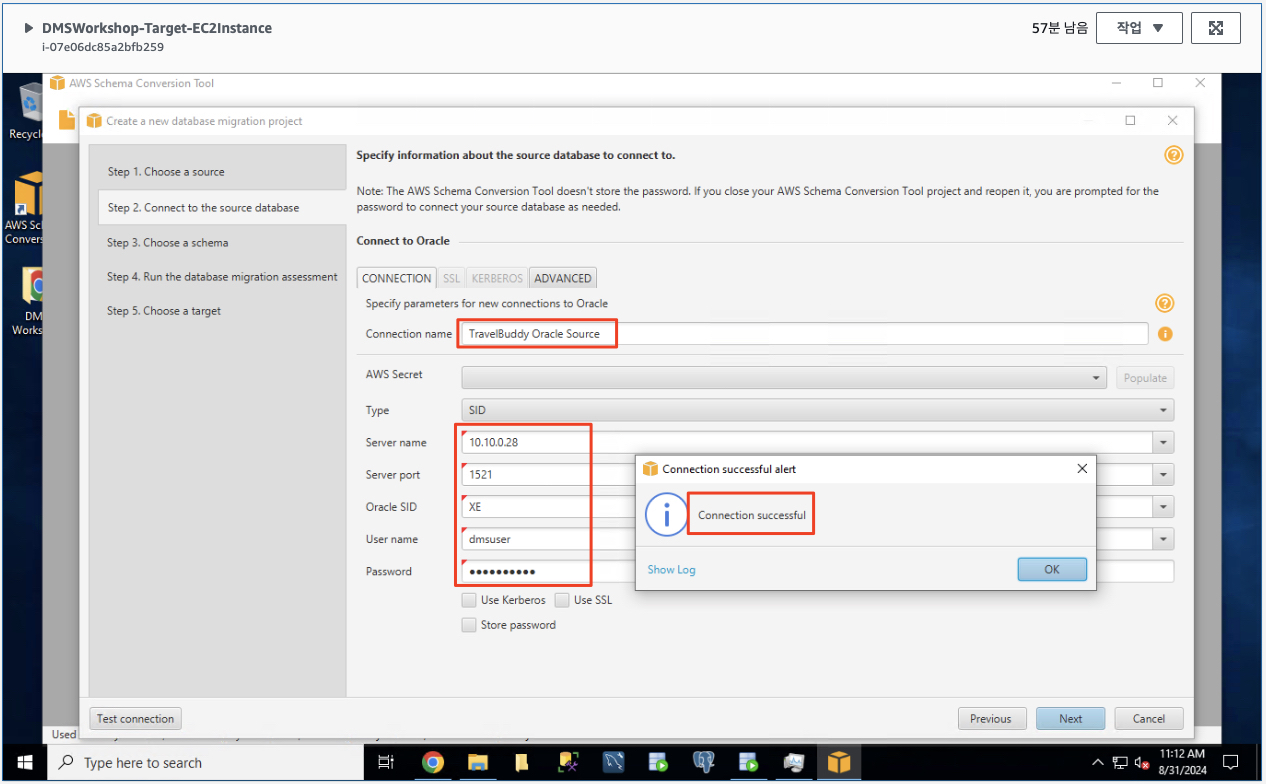 DMSWorkshop-Target-EC2Instance
i-07e06dc85a2bfb259
57분 남음
작업
AWS Schema Conversion Tool
Recycl
AWS Sc
Conver
DM
Works
Create a new database migration project
Step 1. Choose a source
Step 2. Connect to the source database
Step 3. Choose a schema
Step 4. Run the database migration assessment
Step 5. Choose a target
Specify information about the source database to connect to.
Note: The AWS Schema Conversion Tool doesn't store the password. If you close your AWS Schema Conversion Tool project and reopen it, you are prompted for the
password to connect your source database as needed.
Connect to Oracle
CONNECTION SSL KERBEROS ADVANCED
Specify parameters for new connections to Oracle
Connection name TravelBuddy Oracle Source
AWS Secret Populate
Type SID
Server name 10.10.0.28
Server port 1521
Oracle SID XE
User name dmsuser
Password ●●●●●●●●●●
Use Kerberos Use SSL
Store password
Connection successful alert
Connection successful
Show Log OK
Test connection Previous Next Cancel
Used
Type here to search
11:12 AM
8/31/2024